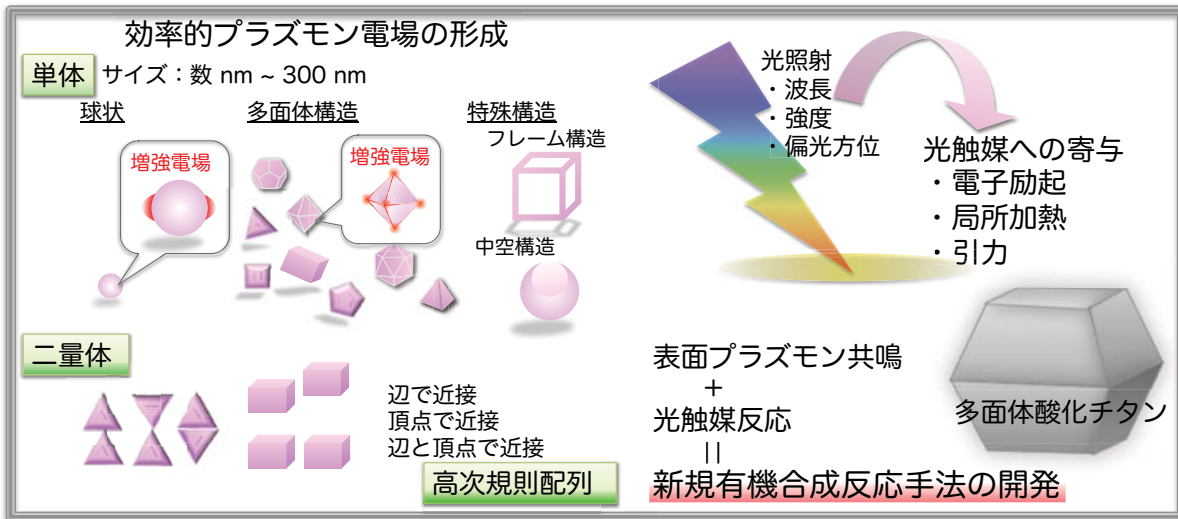 効率的プラズモン電場の形成
単体
サイズ：数 nm ~ 300 nm
球状
多面体構造
特殊構造
フレーム構造
増強電場
増強電場
中空構造
二量体
辺で近接
頂点で近接
辺と頂点で近接
高次規則配列
光照射
・波長
・強度
・偏光方位
光触媒への寄与
・電子励起
・局所加熱
・引力
表面プラズモン共鳴
+
光触媒反応
||
新規有機合成反応手法の開発
多面体酸化チタン